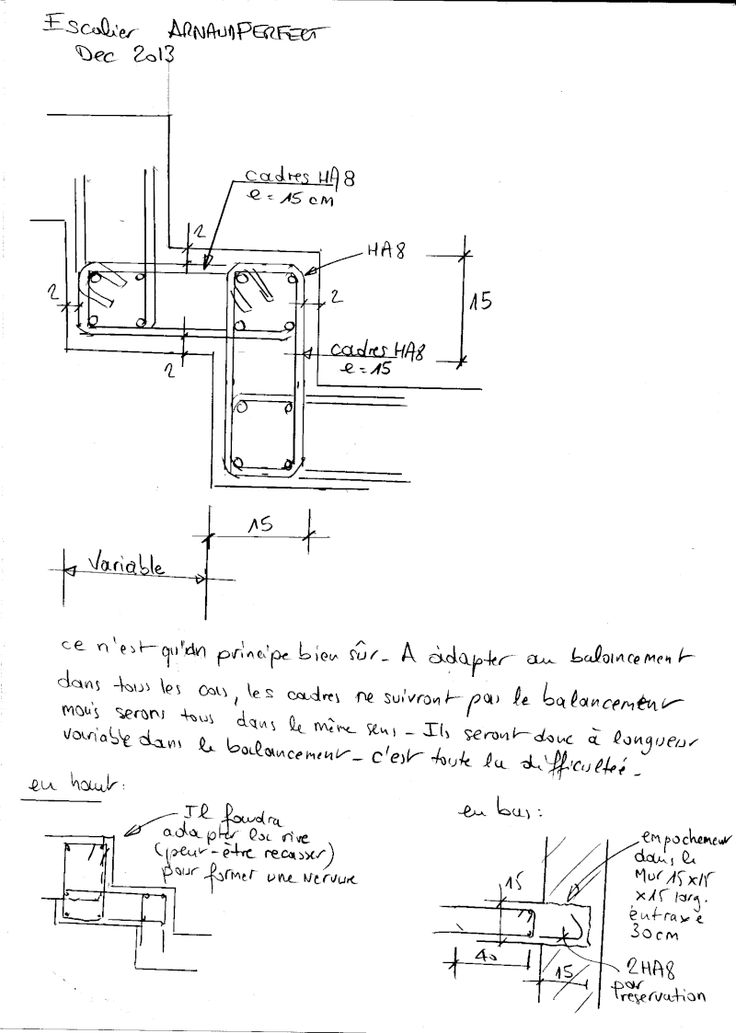 Escalier ARNAUDPERFECT
Dec 2013
cadres HA8
e = 15 cm
2
HA8
2
2
15
cadres HA8
e = 15
2
15
Variable
ce n'est qu'un principe bien sûr - A adapter au balancement
dans tous les cas, les cadres ne suivront pas le balancement
mais serons tous dans le même sens - Ils seront donc à longueur
variable dans le balancement - c'est toute la difficulteé.
en haut:
Il faudra
adapter la rive
(peut-être recasser)
pour former une nervure
en bas:
empochement
dans le
Mur 15x15
x15 larg.
entraxe
30cm
15
40
15
2HA8
par
reservation